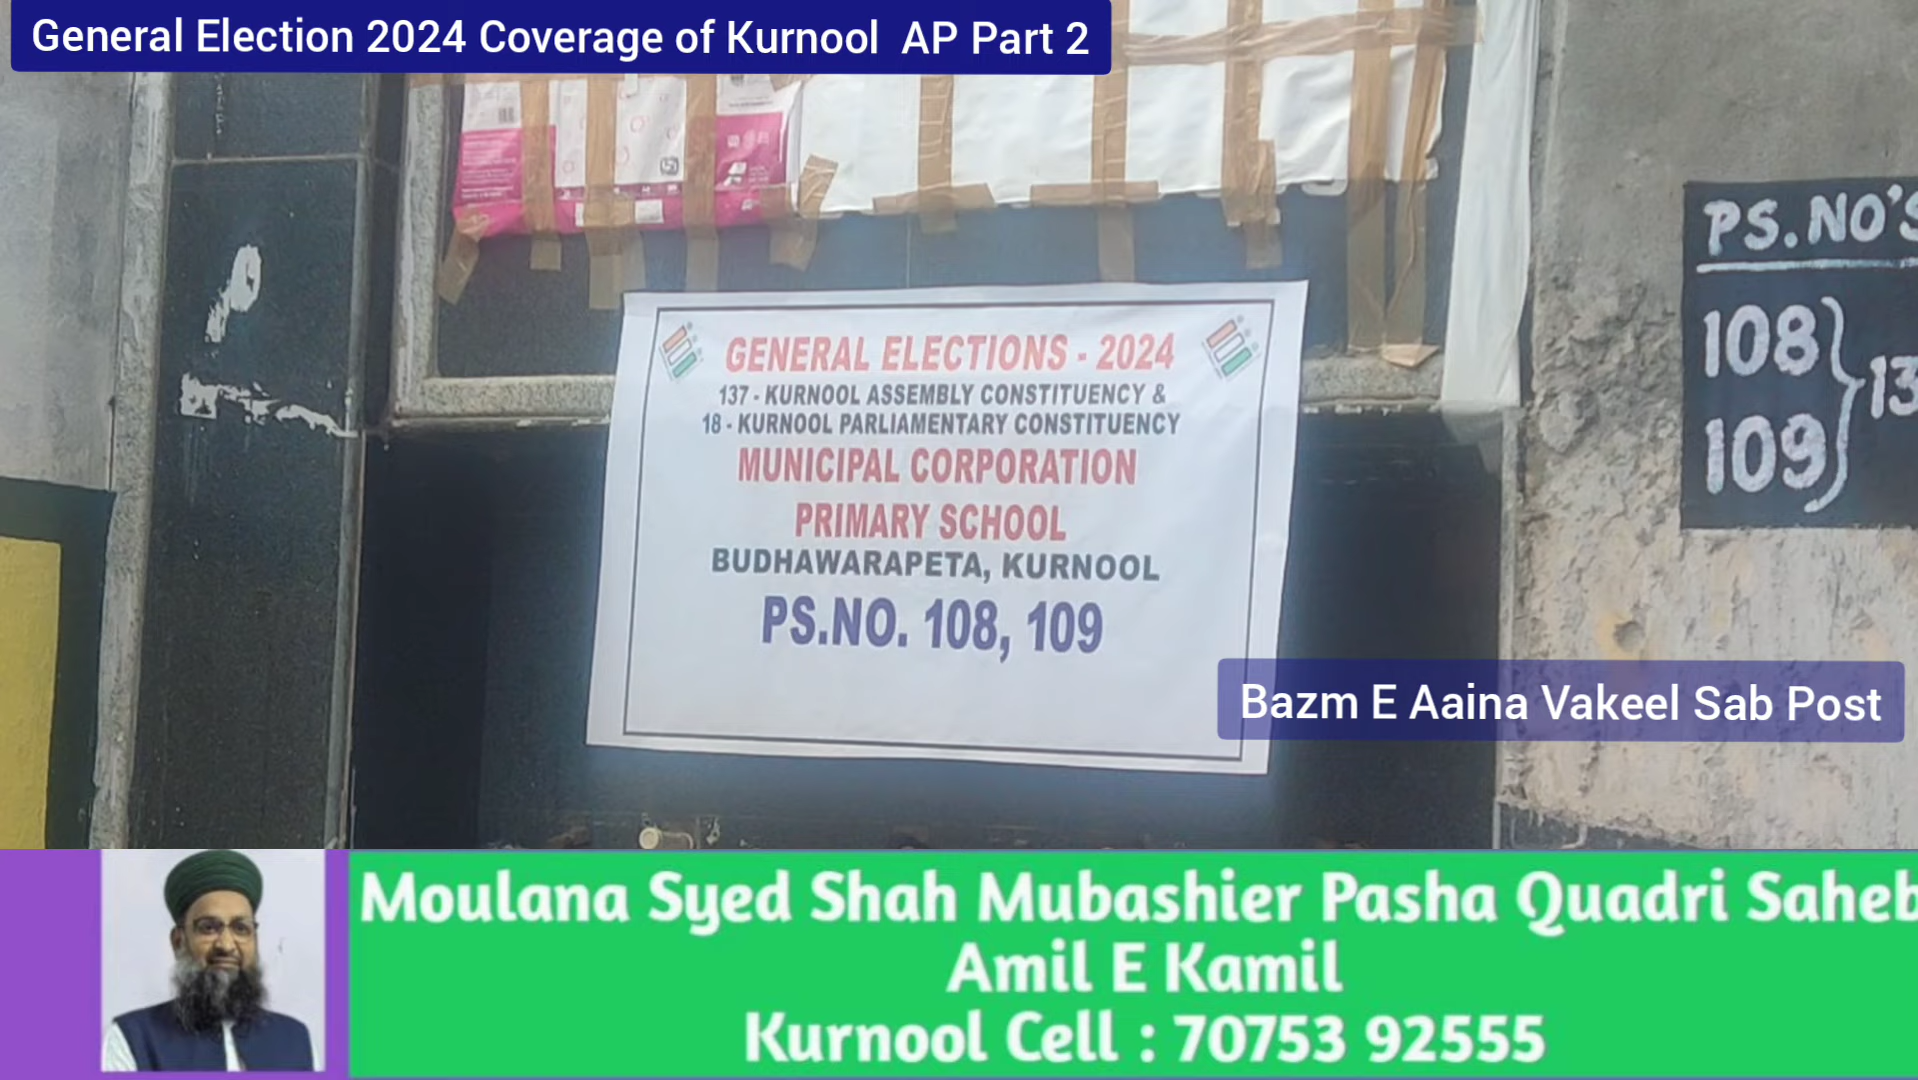 General Election 2024 Coverage of Kurnool AP Part 2
GENERAL ELECTIONS - 2024
137 - KURNOOL ASSEMBLY CONSTITUENCY &
18 - KURNOOL PARLIAMENTARY CONSTITUENCY
MUNICIPAL CORPORATION
PRIMARY SCHOOL
BUDHAWARAPETA, KURNOOL
PS.NO. 108, 109
PS.NO'S
108
109
13
Bazm E Aaina Vakeel Sab Post
Moulana Syed Shah Mubashier Pasha Quadri Saheb
Amil E Kamil
Kurnool Cell : 70753 92555